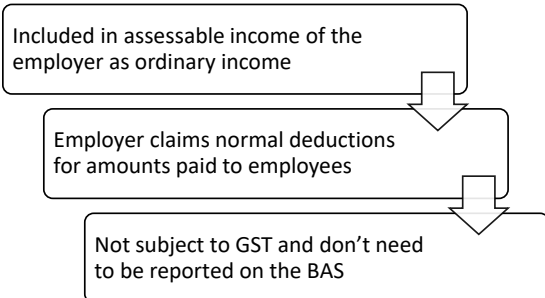 Included in assessable income of the
employer as ordinary income
Employer claims normal deductions
for amounts paid to employees
Not subject to GST and don’t need
to be reported on the BAS